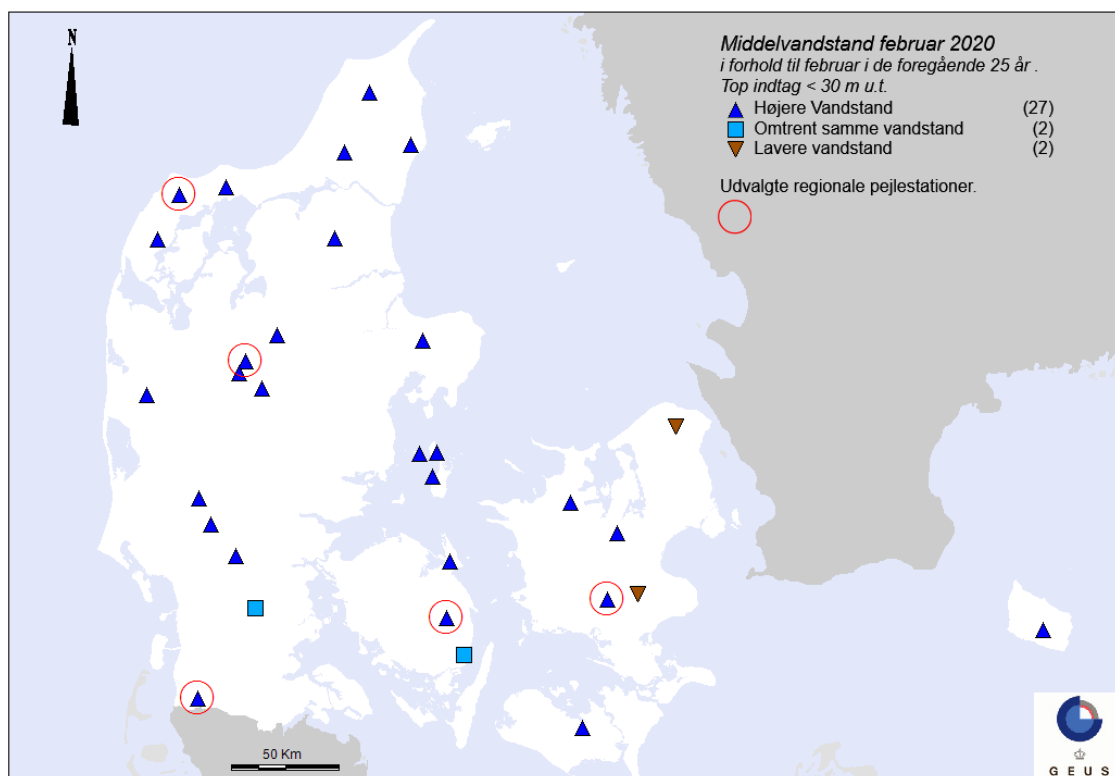 N
Middelvandstand februar 2020
i forhold til februar i de foregående 25 år .
Top indtag < 30 m u.t.
Højere Vandstand (27)
Omtrent samme vandstand (2)
Lavere vandstand (2)
Udvalgte regionale pejlestationer.
50 Km
G E U S